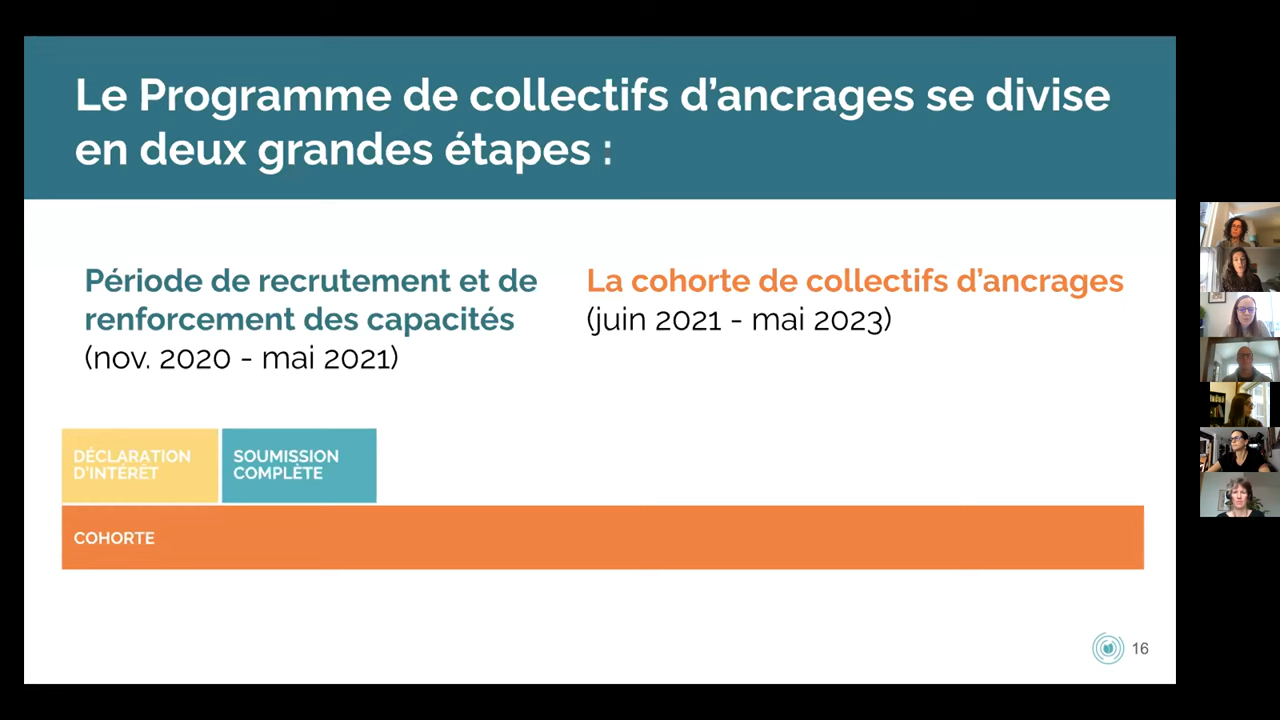 Le Programme de collectifs d'ancrages se divise
en deux grandes étapes :
Période de recrutement et de
renforcement des capacités
(nov. 2020 - mai 2021)
La cohorte de collectifs d'ancrages
(juin 2021 - mai 2023)
DÉCLARATION
D'INTÉRÊT
SOUMISSION
COMPLÈTE
COHORTE
16